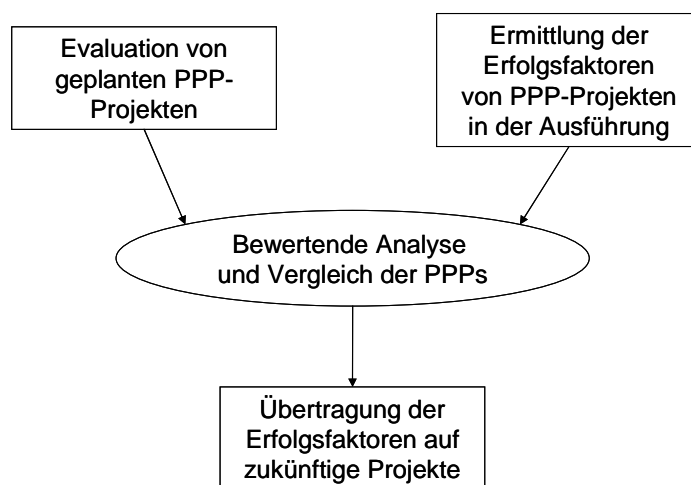 Evaluation von
geplanten PPP-
Projekten
Ermittlung der
Erfolgsfaktoren
von PPP-Projekten
in der Ausführung
Bewertende Analyse
und Vergleich der PPPs
Übertragung der
Erfolgsfaktoren auf
zukünftige Projekte